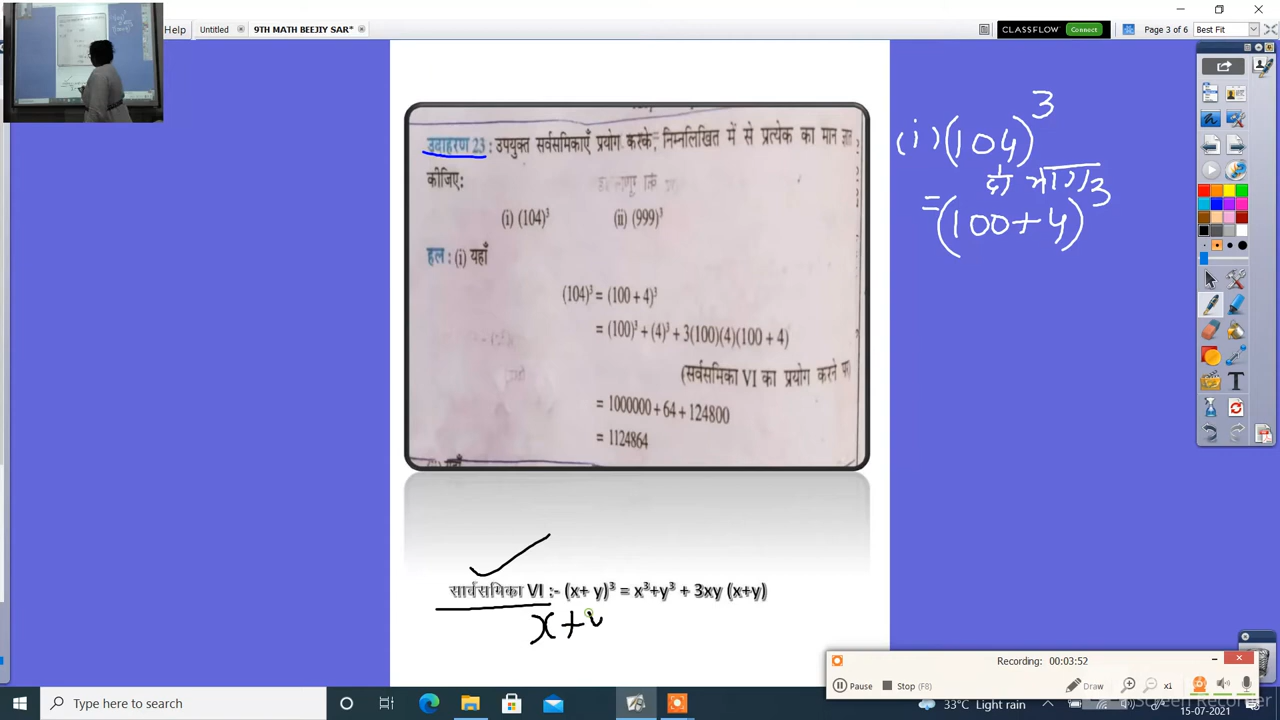 Help
Untitled
9TH MATH BEEJIY SAR*
CLASSFLOW
Connect
Page 3 of 6
Best Fit
उदाहरण 23 : उपयुक्त सर्वसमिकाएँ प्रयोग करके, निम्नलिखित में से प्रत्येक का मान ज्ञात
कीजिए:
(i) (104)³ (ii) (999)³
हल : (i) यहाँ
(104)³ = (100 + 4)³
= (100)³ + (4)³ + 3(100)(4)(100 + 4)
(सर्वसमिका VI का प्रयोग करने पर)
= 1000000 + 64 + 124800
= 1124864
(i) (104)³
दो भाग
= (100+4)³
सार्वसमिका VI :- (x+ y)³ = x³+y³ + 3xy (x+y)
x +
Recording: 00:03:52
Pause
Stop (F8)
Draw
x1
Type here to search
33°C Light rain
15-07-2021
Screen Recorder